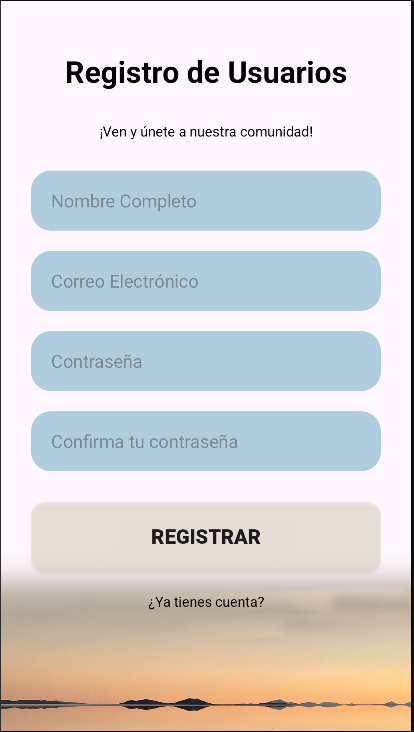 Registro de Usuarios
¡Ven y únete a nuestra comunidad!
Nombre Completo
Correo Electrónico
Contraseña
Confirma tu contraseña
REGISTRAR
¿Ya tienes cuenta?